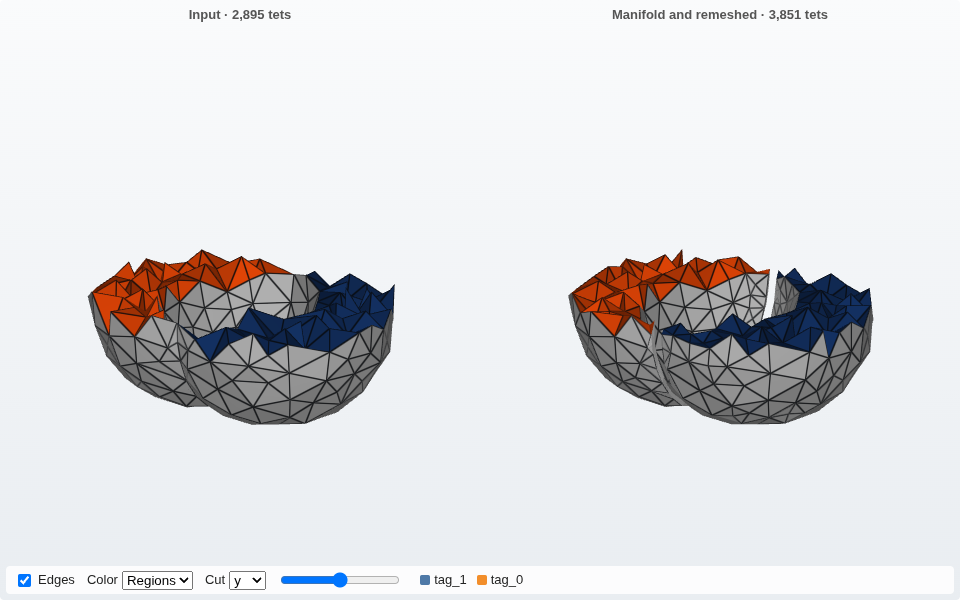 Input · 2,895 tets
Manifold and remeshed · 3,851 tets
Edges Color Regions Cut y tag_1 tag_0